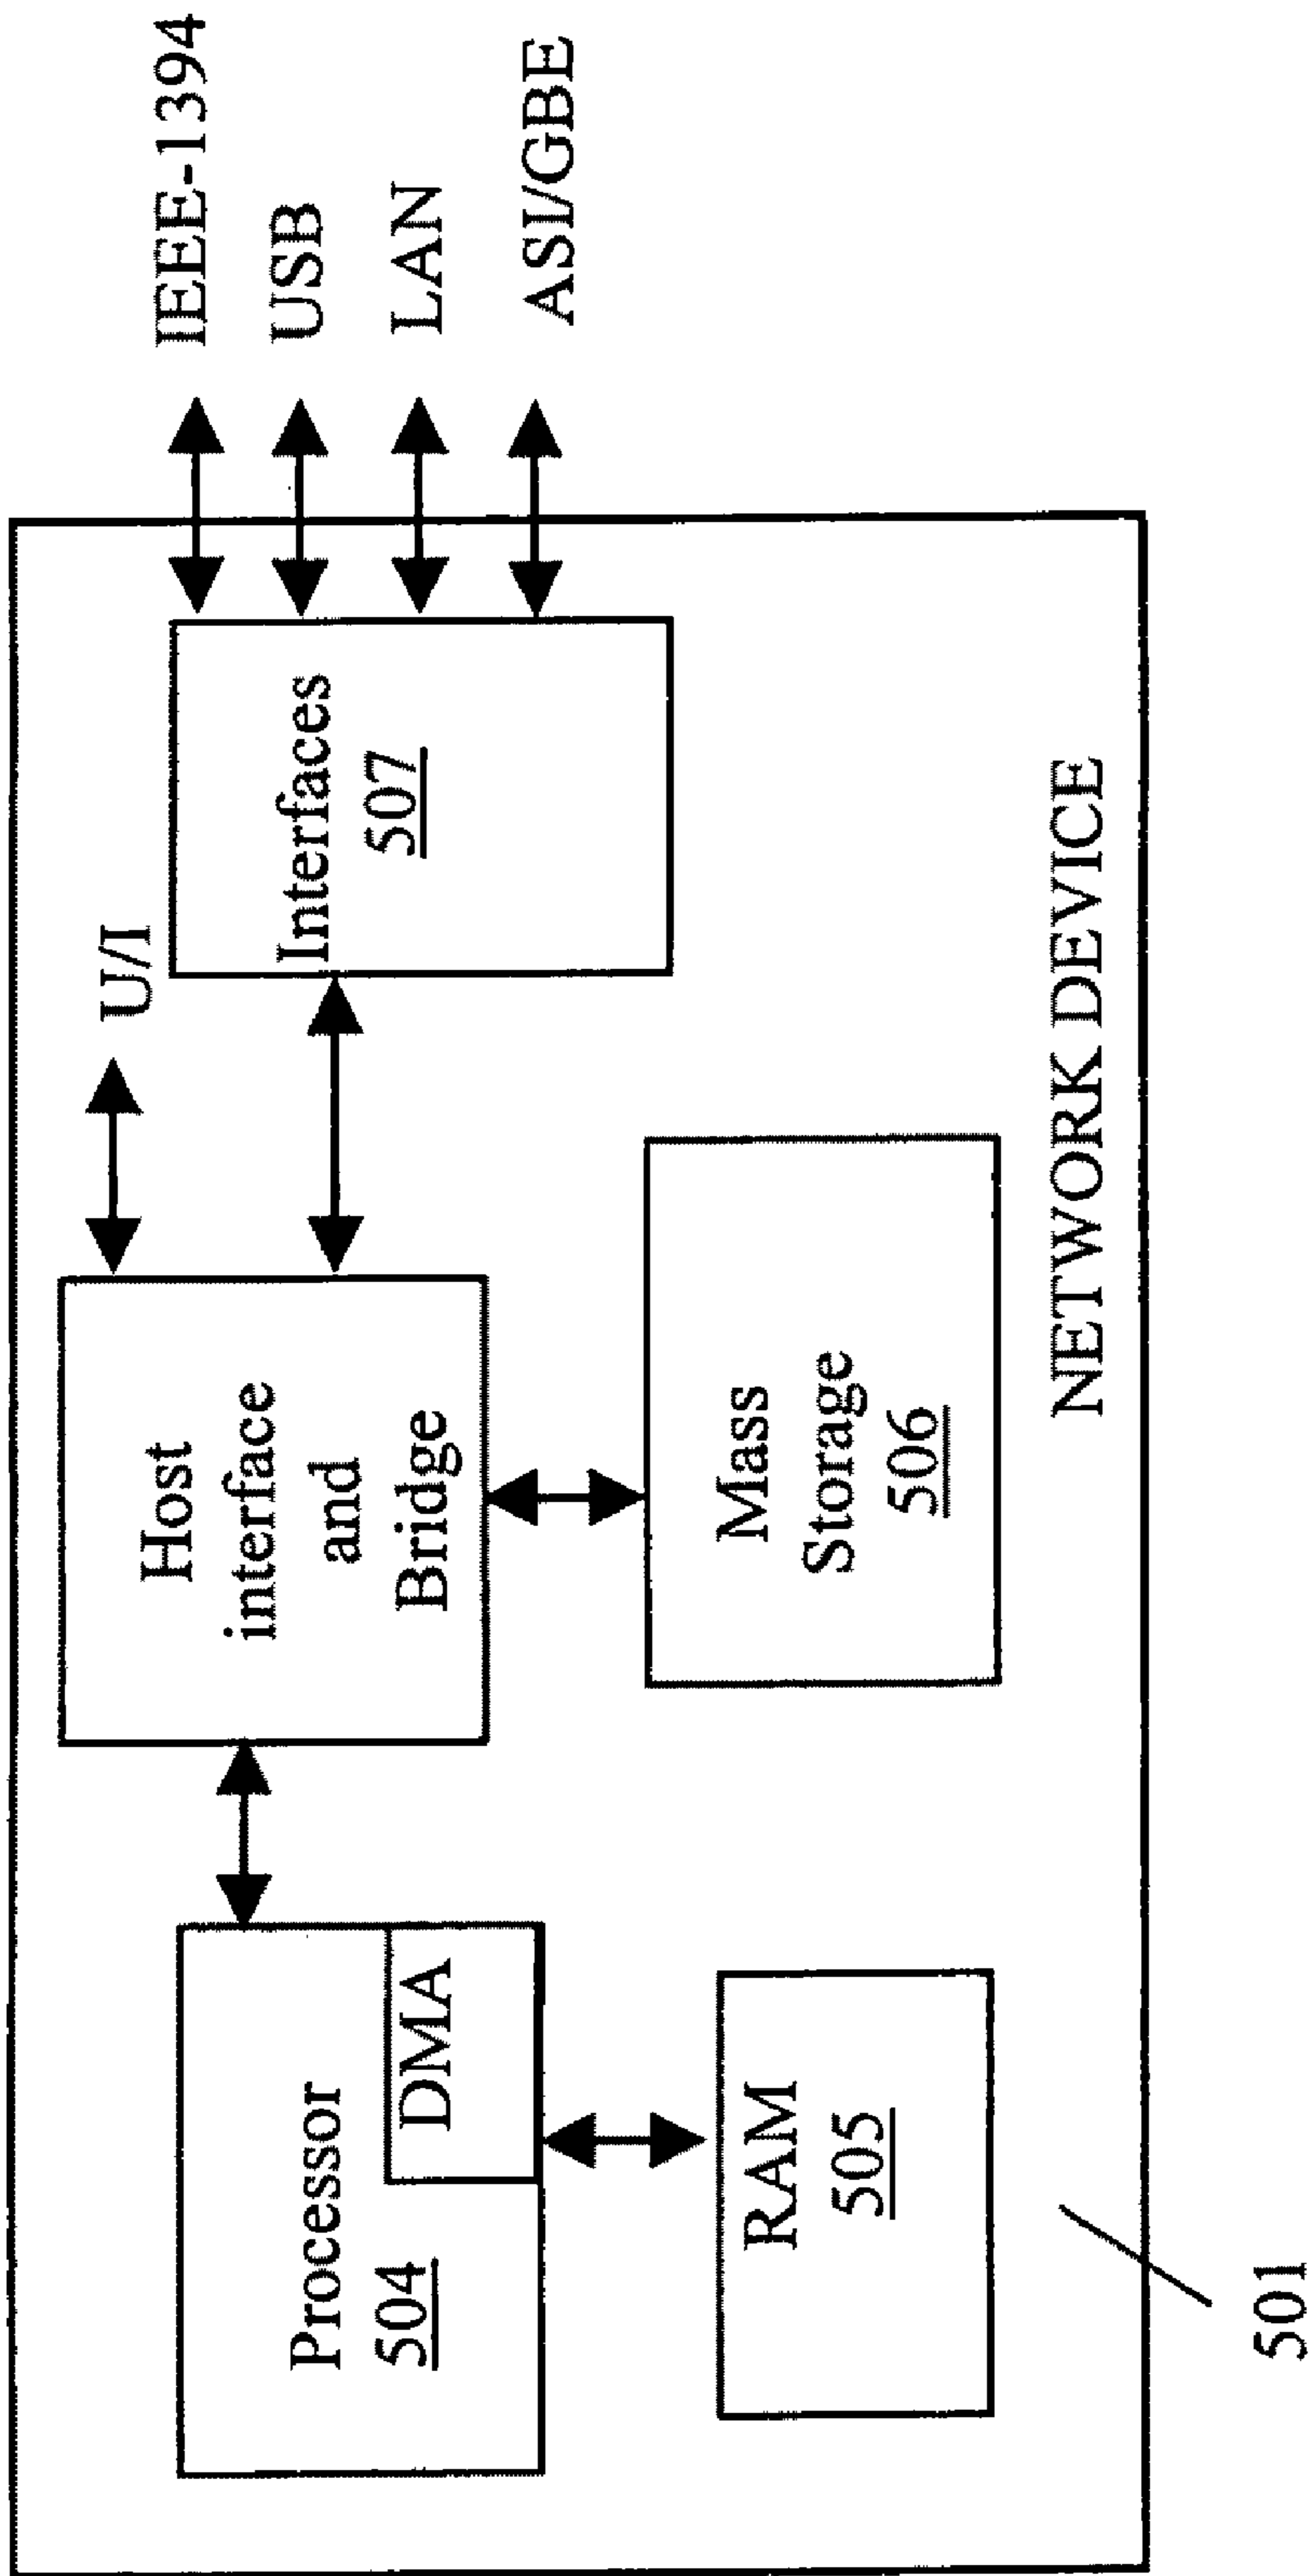 Processor
504
DMA
RAM
505
Host
interface
and
Bridge
Mass
Storage
506
U/I
Interfaces
507
IEEE-1394
USB
LAN
ASI/GBE
NETWORK DEVICE
501